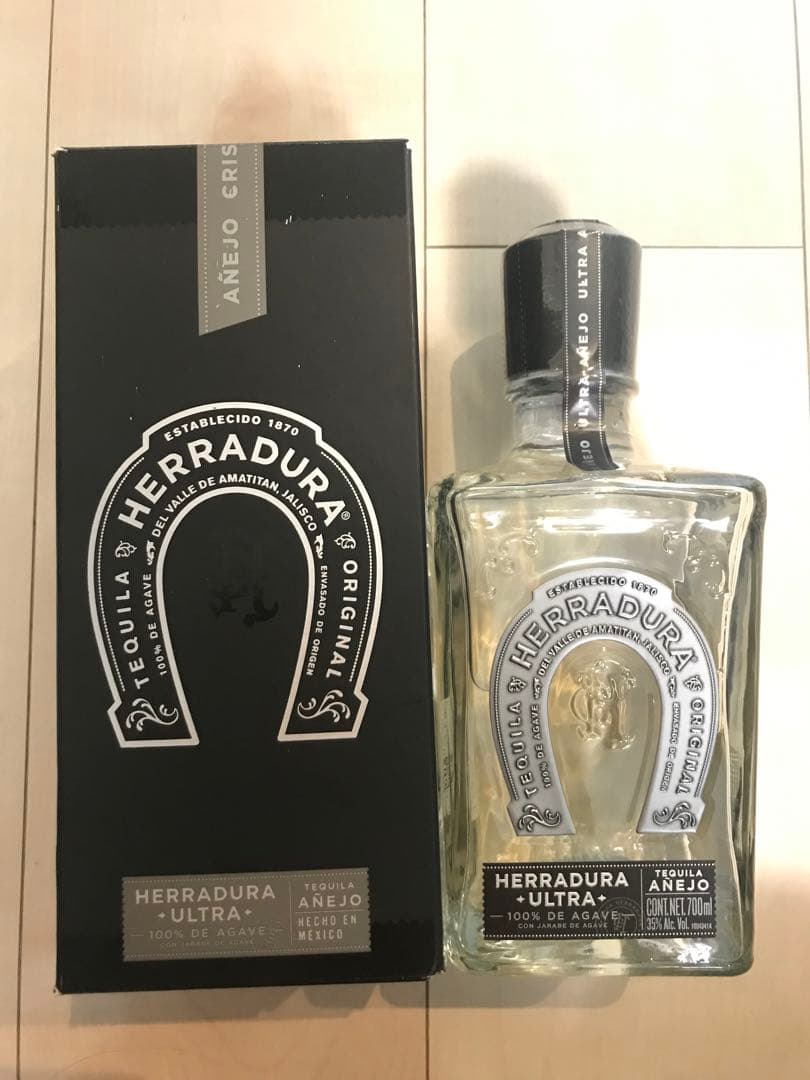 AÑEJO CRIS
ESTABLECIDO 1870
HERRADURA®
DEL VALLE DE AMATITAN, JALISCO
TEQUILA
100% DE AGAVE
ORIGINAL
ENVASADO DE ORIGEN
HERRADURA
ULTRA
100% DE AGAVE
CON JARABE DE AGAVE
TEQUILA
AÑEJO
HECHO EN
MÉXICO
EJO ULTRA AÑEJO ULTRA A
ESTABLECIDO 1870
HERRADURA®
DEL VALLE DE AMATITAN, JALISCO
TEQUILA
100% DE AGAVE
ORIGINAL
ENVASADO DE ORIGEN
H
HERRADURA
ULTRA
100% DE AGAVE
CON JARABE DE AGAVE
TEQUILA
AÑEJO
CONT. NET. 700ml
35% Alc. Vol.